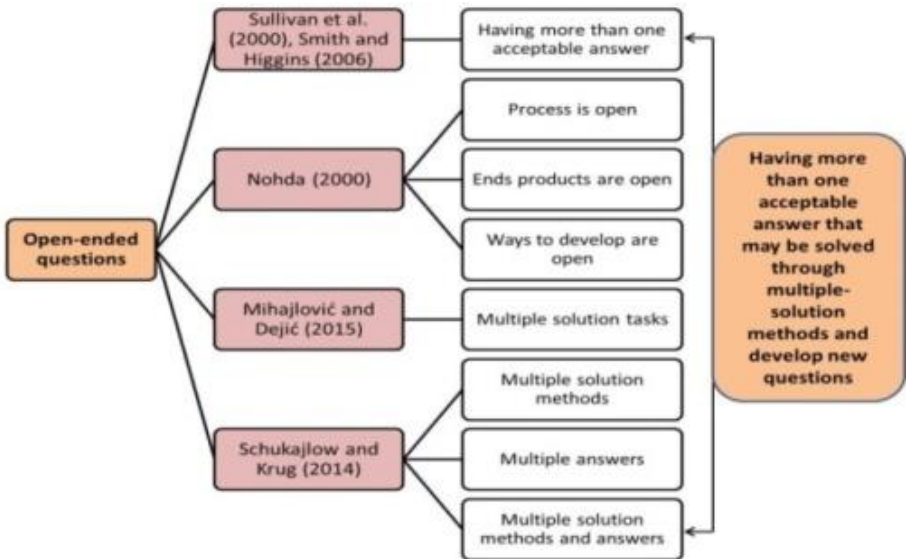 Sullivan et al.
(2000), Smith and
Higgins (2006)
Having more than one
acceptable answer
Process is open
Nohda (2000)
Ends products are open
Ways to develop are
open
Open-ended
questions
Mihajlović and
Dejić (2015)
Multiple solution tasks
Multiple solution
methods
Schukajlow and
Krug (2014)
Multiple answers
Multiple solution
methods and answers
Having more
than one
acceptable
answer that
may be solved
through
multiple-
solution
methods and
develop new
questions